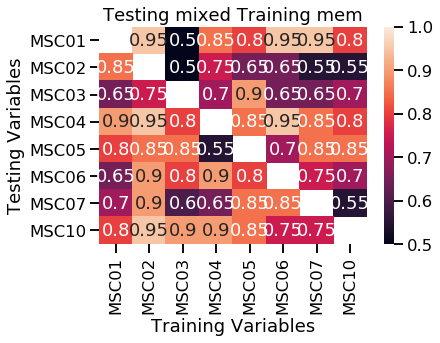 Testing mixed Training mem
MSC01 0.95 0.5 0.85 0.8 0.95 0.95 0.8
MSC02 0.85 0.5 0.75 0.65 0.65 0.55 0.55
MSC03 0.65 0.75 0.7 0.9 0.65 0.65 0.7
MSC04 0.9 0.95 0.8 0.85 0.95 0.85 0.8
MSC05 0.8 0.85 0.85 0.55 0.7 0.85 0.85
MSC06 0.65 0.9 0.8 0.9 0.8 0.75 0.7
MSC07 0.7 0.9 0.6 0.65 0.85 0.85 0.55
MSC10 0.8 0.95 0.9 0.9 0.85 0.75 0.75
Testing Variables
MSC01 MSC02 MSC03 MSC04 MSC05 MSC06 MSC07 MSC10
Training Variables
1.0
0.9
0.8
0.7
0.6
0.5